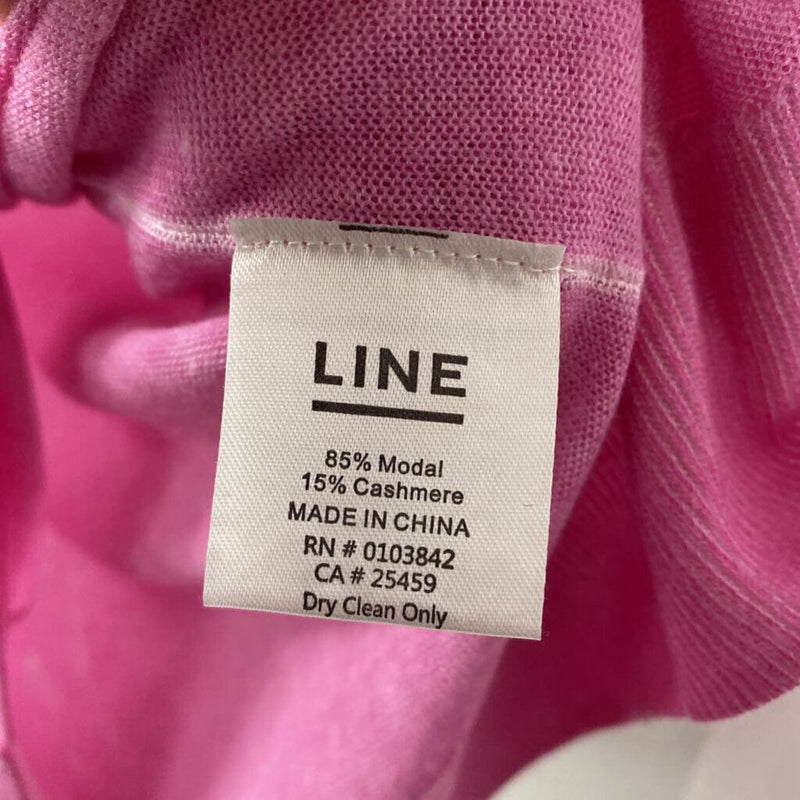 LINE
85% Modal
15% Cashmere
MADE IN CHINA
RN # 0103842
CA # 25459
Dry Clean Only